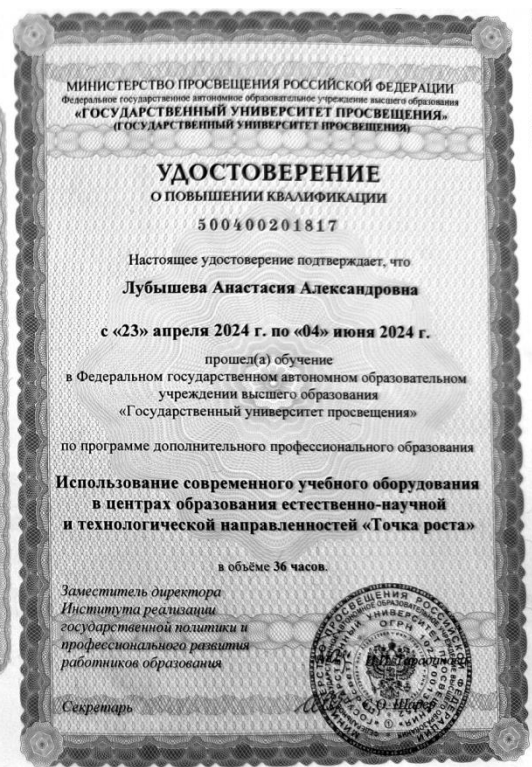 МИНИСТЕРСТВО ПРОСВЕЩЕНИЯ РОССИЙСКОЙ ФЕДЕРАЦИИ
Федеральное государственное автономное образовательное учреждение высшего образования
«ГОСУДАРСТВЕННЫЙ УНИВЕРСИТЕТ ПРОСВЕЩЕНИЯ»
(ГОСУДАРСТВЕННЫЙ УНИВЕРСИТЕТ ПРОСВЕЩЕНИЯ)
УДОСТОВЕРЕНИЕ
О ПОВЫШЕНИИ КВАЛИФИКАЦИИ
500400201817
Настоящее удостоверение подтверждает, что
Лубышева Анастасия Александровна
с «23» апреля 2024 г. по «04» июня 2024 г.
прошел(а) обучение
в Федеральном государственном автономном образовательном
учреждении высшего образования
«Государственный университет просвещения»
по программе дополнительного профессионального образования
Использование современного учебного оборудования
в центрах образования естественно-научной
и технологической направленностей «Точка роста»
в объёме 36 часов.
Заместитель директора
Института реализации
государственной политики и
профессионального развития
работников образования
Секретарь